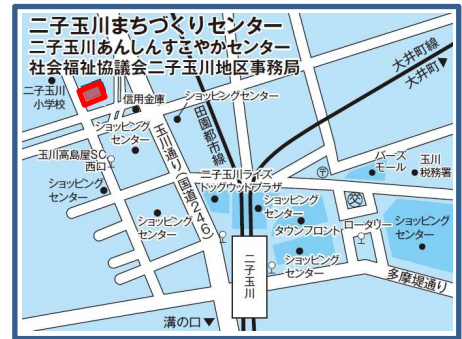 二子玉川まちづくりセンター
二子玉川あんしんすこやかセンター
社会福祉協議会二子玉川地区事務局
二子玉川
小学校
信用金庫
ショッピングセンター
ショッピング
センター
玉川高島屋SC
西口
ショッピング
センター
玉川通り(国道246)
田園都市線
大井町線
大井町▶
二子玉川ライズ
ドッグウッドプラザ
ショッピング
センター
タウンフロント
ショッピング
センター
ショッピング
センター
バーズ
モール
玉川
税務署
交
ロータリー
ショッピング
センター
二子玉川
多摩堤通り
溝の口▼